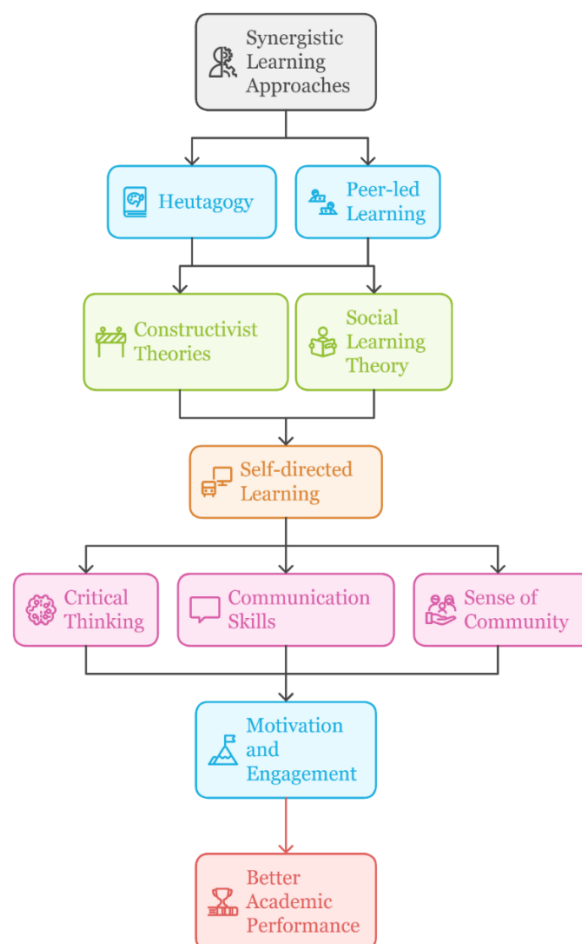 Synergistic
Learning
Approaches
Heutagogy
Peer-led
Learning
Constructivist
Theories
Social
Learning
Theory
Self-directed
Learning
Critical
Thinking
Communication
Skills
Sense of
Community
Motivation
and
Engagement
Better
Academic
Performance